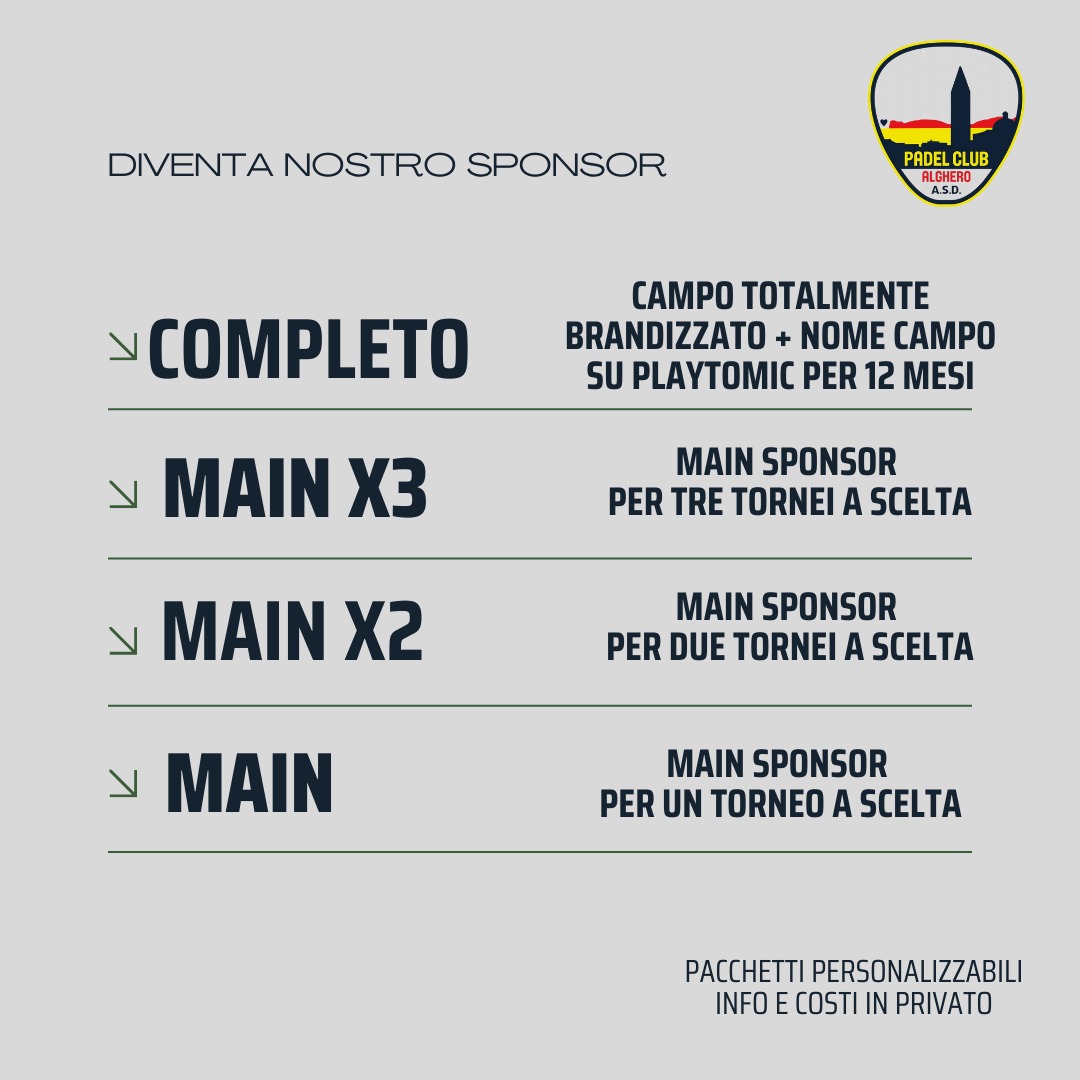 PADEL CLUB
ALGHERO
A.S.D.
DIVENTA NOSTRO SPONSOR
COMPLETO
CAMPO TOTALMENTE
BRANDIZZATO + NOME CAMPO
SU PLAYTOMIC PER 12 MESI
MAIN X3
MAIN SPONSOR
PER TRE TORNEI A SCELTA
MAIN X2
MAIN SPONSOR
PER DUE TORNEI A SCELTA
MAIN
MAIN SPONSOR
PER UN TORNEO A SCELTA
PACCHETTI PERSONALIZZABILI
INFO E COSTI IN PRIVATO